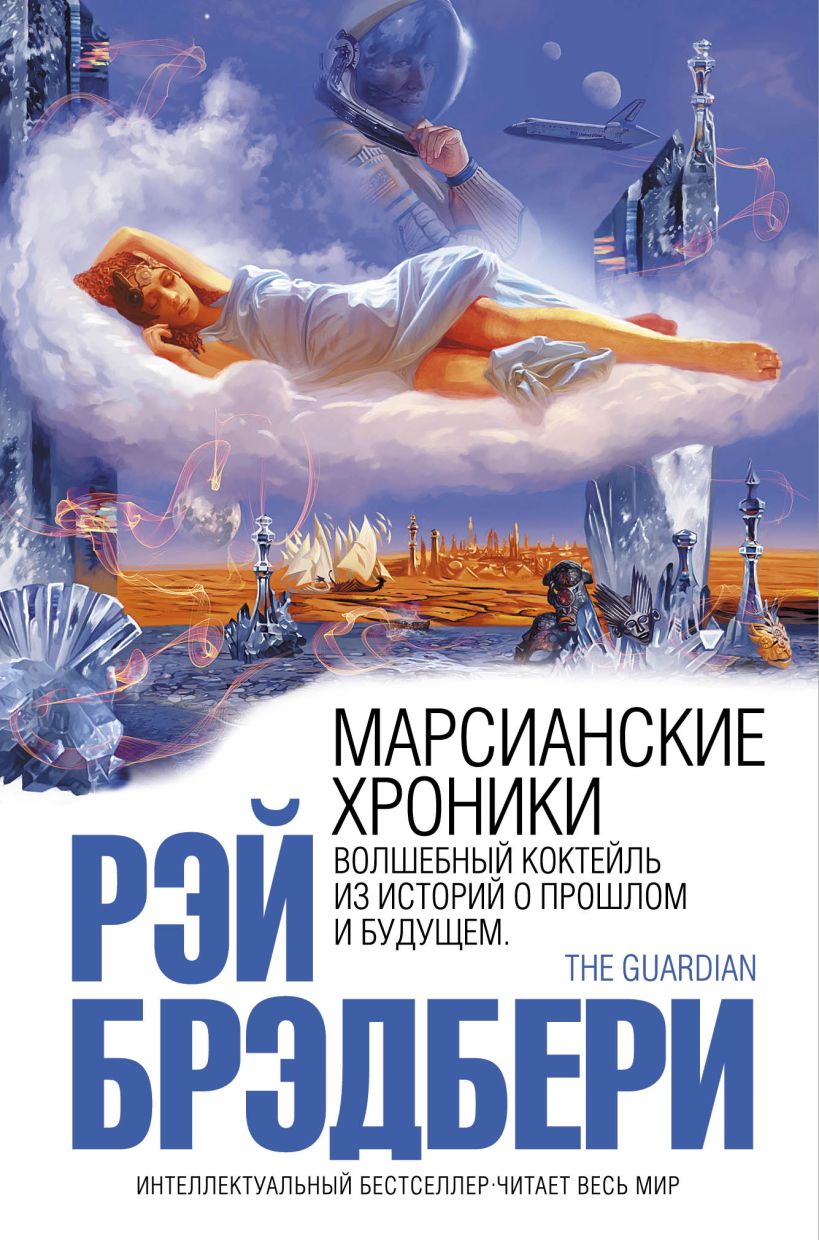 МАРСИАНСКИЕ
ХРОНИКИ
ВОЛШЕБНЫЙ КОКТЕЙЛЬ
ИЗ ИСТОРИЙ О ПРОШЛОМ
И БУДУЩЕМ.
THE GUARDIAN
РЭЙ
БРЭДБЕРИ
ИНТЕЛЛЕКТУАЛЬНЫЙ БЕСТСЕЛЛЕР·ЧИТАЕТ ВЕСЬ МИР